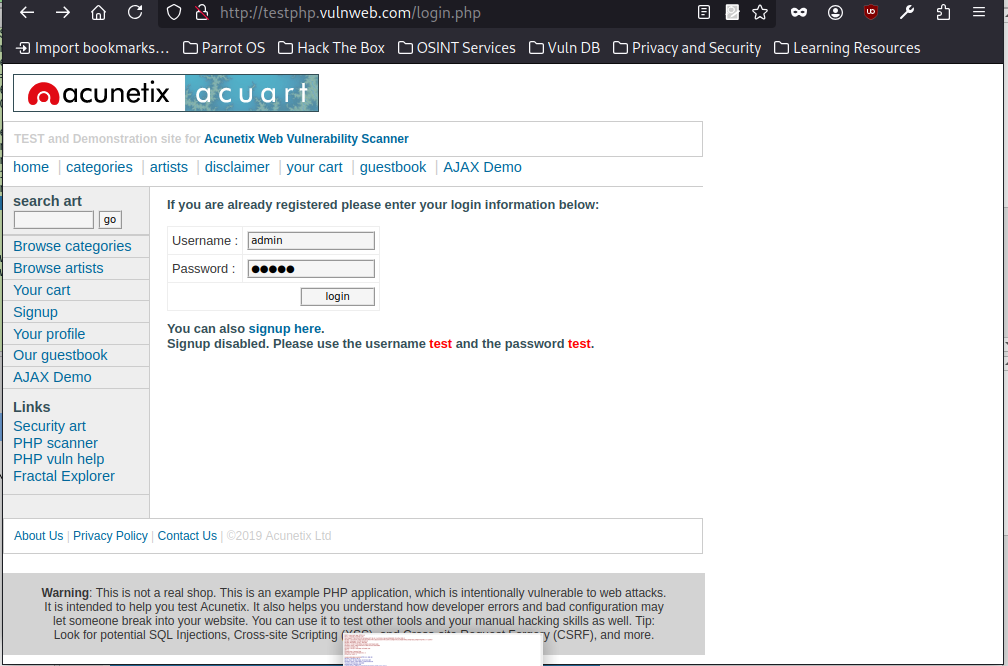 http://testphp.vulnweb.com/login.php
Import bookmarks... Parrot OS Hack The Box OSINT Services Vuln DB Privacy and Security Learning Resources
acunetix acuart
TEST and Demonstration site for Acunetix Web Vulnerability Scanner
home | categories | artists | disclaimer | your cart | guestbook | AJAX Demo
search art
go
Browse categories
Browse artists
Your cart
Signup
Your profile
Our guestbook
AJAX Demo
Links
Security art
PHP scanner
PHP vuln help
Fractal Explorer
If you are already registered please enter your login information below:
Username : admin
Password : ●●●●●
login
You can also signup here.
Signup disabled. Please use the username test and the password test.
About Us | Privacy Policy | Contact Us | ©2019 Acunetix Ltd
Warning: This is not a real shop. This is an example PHP application, which is intentionally vulnerable to web attacks.
It is intended to help you test Acunetix. It also helps you understand how developer errors and bad configuration may
let someone break into your website. You can use it to test other tools and your manual hacking skills as well. Tip:
Look for potential SQL Injections, Cross-site Scripting (XSS), and Cross-site Request Forgery (CSRF), and more.